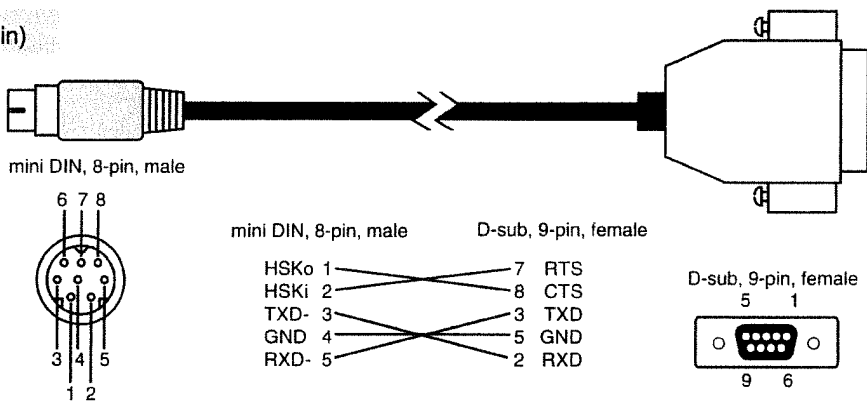 in)
mini DIN, 8-pin, male
6 7 8
3 4 5
1 2
mini DIN, 8-pin, male D-sub, 9-pin, female
HSKo 1 7 RTS
HSKi 2 8 CTS
TXD- 3 3 TXD
GND 4 5 GND
RXD- 5 2 RXD
D-sub, 9-pin, female
5 1
9 6